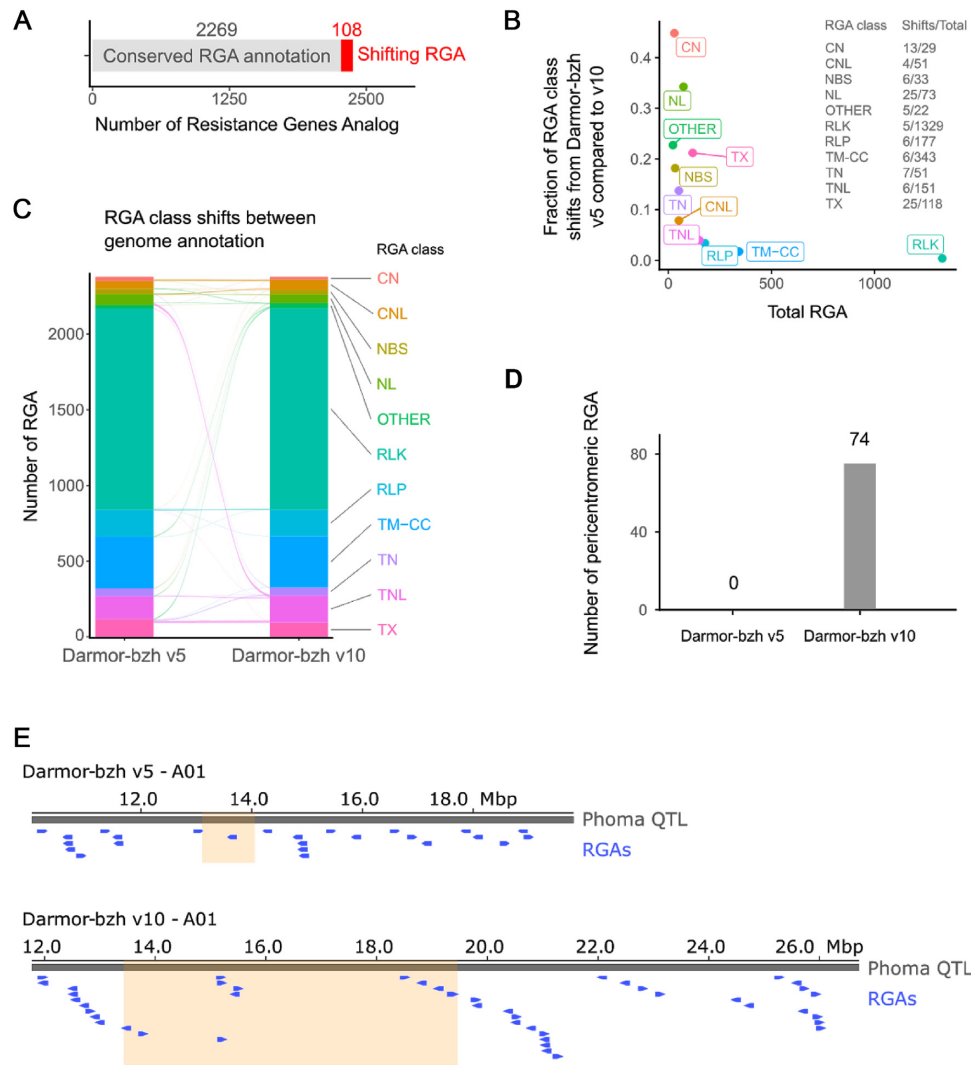 A
2269
108
Conserved RGA annotation
Shifting RGA
0
1250
2500
Number of Resistance Genes Analog
B
Fraction of RGA class
shifts from Darmor-bzh
v5 compared to v10
0.4
0.3
0.2
0.1
0.0
CN
NL
OTHER
TX
NBS
TN
CNL
TNL
RLP
TM−CC
RLK
0
500
1000
Total RGA
RGA class Shifts/Total
CN 13/29
CNL 4/51
NBS 6/33
NL 25/73
OTHER 5/22
RLK 5/1329
RLP 6/177
TM-CC 6/343
TN 7/51
TNL 6/151
TX 25/118
C
RGA class shifts between
genome annotation
RGA class
Number of RGA
2000
1500
1000
500
0
CN
CNL
NBS
NL
OTHER
RLK
RLP
TM−CC
TN
TNL
TX
Darmor-bzh v5
Darmor-bzh v10
D
Number of pericentromeric RGA
80
40
0
0
74
Darmor-bzh v5
Darmor-bzh v10
E
Darmor-bzh v5 - A01
12.0 14.0 16.0 18.0 Mbp
Phoma QTL
RGAs
Darmor-bzh v10 - A01
12.0 14.0 16.0 18.0 20.0 22.0 24.0 26.0 Mbp
Phoma QTL
RGAs